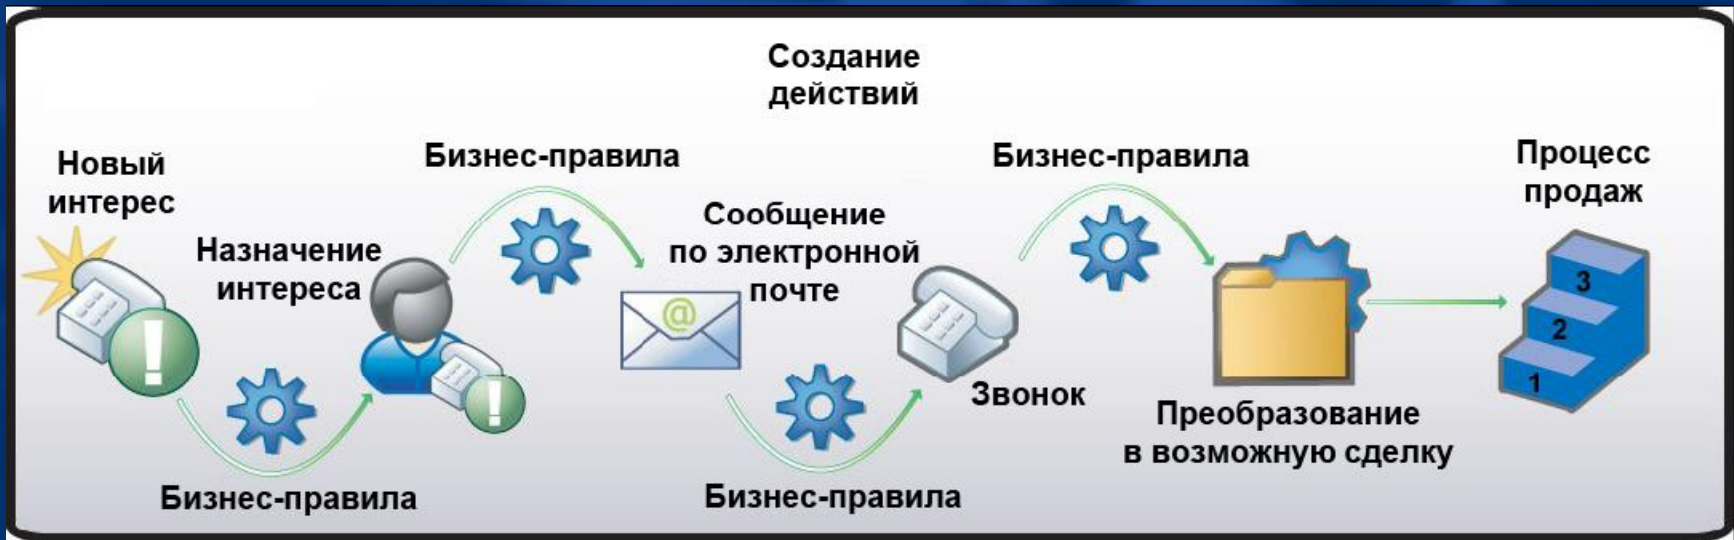 Создание
действий
Новый
интерес
Назначение
интереса
Бизнес-правила
Бизнес-правила
Сообщение
по электронной
почте
@
Бизнес-правила
Звонок
Бизнес-правила
Преобразование
в возможную сделку
Процесс
продаж
3
2
1
!
!